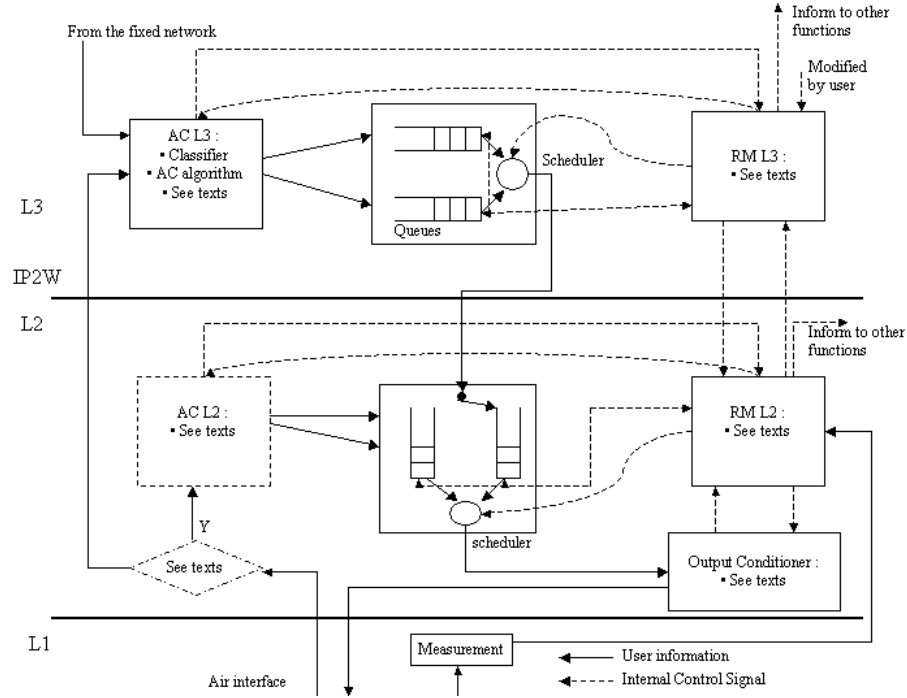 From the fixed network
Inform to other
functions
Modified
by user
AC L3 :
▪ Classifier
▪ AC algorithm
▪ See texts
Scheduler
RM L3 :
▪ See texts
L3
Queues
IP2W
L2
Inform to other
functions
AC L2 :
▪ See texts
RM L2 :
▪ See texts
Y
scheduler
See texts
Output Conditioner :
▪ See texts
L1
Measurement
User information
Air interface
Internal Control Signal